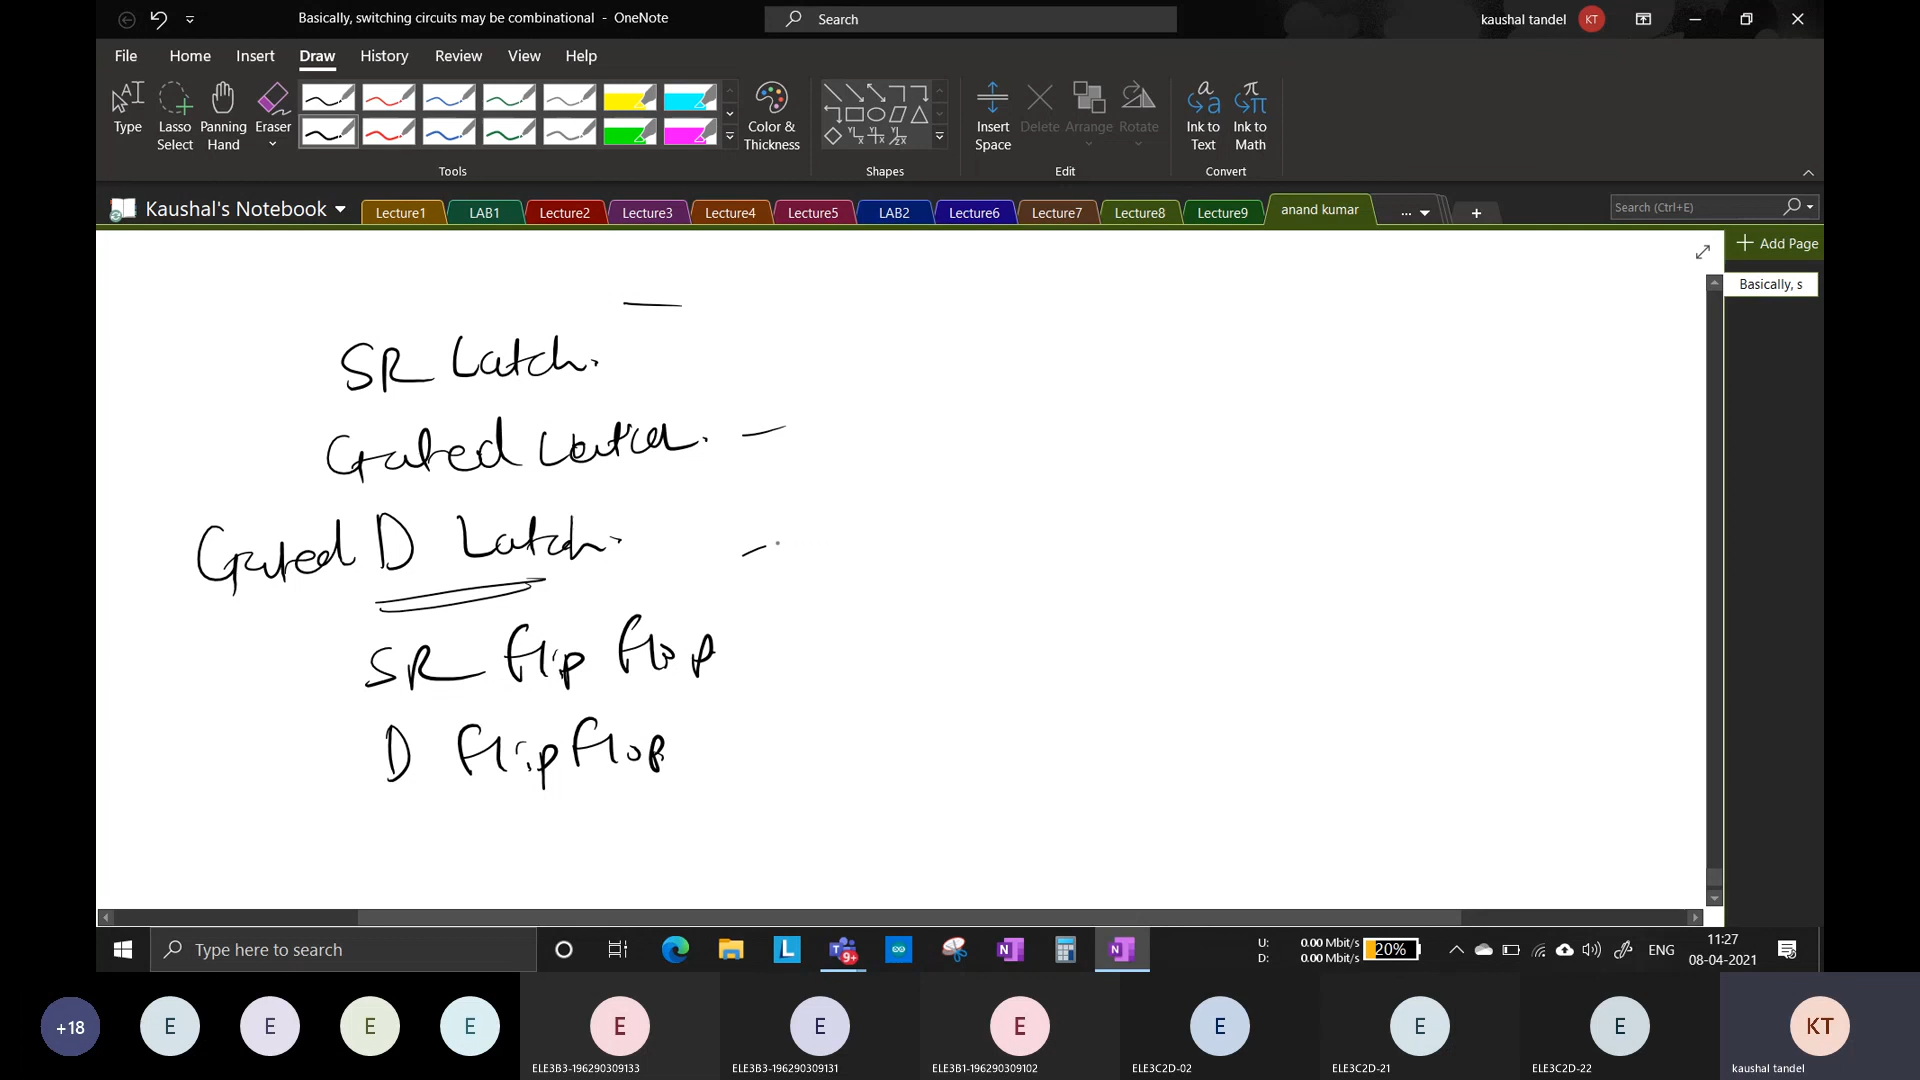 Basically, switching circuits may be combinational - OneNote
Search
kaushal tandel KT
File Home Insert Draw History Review View Help
Type
Lasso Select
Panning Hand
Eraser
Color & Thickness
Insert Space
Delete Arrange Rotate
Ink to Text
Ink to Math
Tools Shapes Edit Convert
Kaushal's Notebook Lecture1 LAB1 Lecture2 Lecture3 Lecture4 Lecture5 LAB2 Lecture6 Lecture7 Lecture8 Lecture9 anand kumar ... + Search (Ctrl+E)
+ Add Page
Basically, s
SR Latch.
Gated Latch.
Gated D Latch.
SR flip flop
D flipflop
Type here to search
9+
U: 0.00 Mbit/s
D: 0.00 Mbit/s
20%
ENG
11:27
08-04-2021
+18 E E E E E E E E E E KT
ELE3B3-196290309133 ELE3B3-196290309131 ELE3B1-196290309102 ELE3C2D-02 ELE3C2D-21 ELE3C2D-22 kaushal tandel